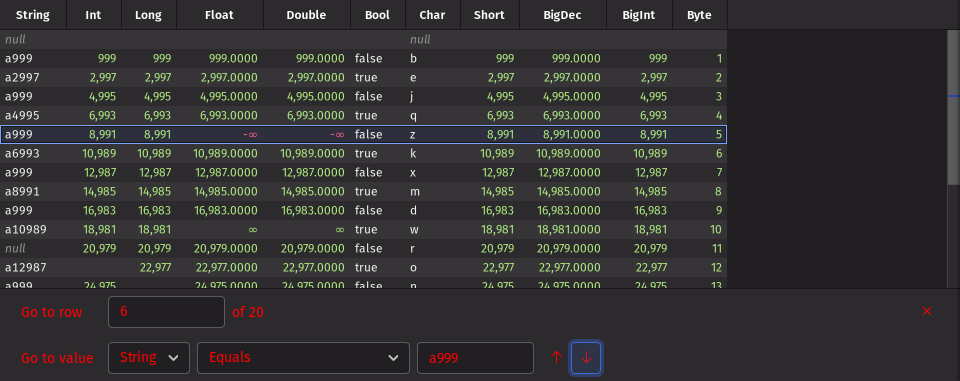 String Int Long Float Double Bool Char Short BigDec BigInt Byte
null null
a999 999 999 999.0000 999.0000 false b 999 999.0000 999 1
a2997 2,997 2,997 2,997.0000 2,997.0000 true e 2,997 2,997.0000 2,997 2
a999 4,995 4,995 4,995.0000 4,995.0000 false j 4,995 4,995.0000 4,995 3
a4995 6,993 6,993 6,993.0000 6,993.0000 true q 6,993 6,993.0000 6,993 4
a999 8,991 8,991 -∞ -∞ false z 8,991 8,991.0000 8,991 5
a6993 10,989 10,989 10,989.0000 10,989.0000 true k 10,989 10,989.0000 10,989 6
a999 12,987 12,987 12,987.0000 12,987.0000 false x 12,987 12,987.0000 12,987 7
a8991 14,985 14,985 14,985.0000 14,985.0000 true m 14,985 14,985.0000 14,985 8
a999 16,983 16,983 16,983.0000 16,983.0000 false d 16,983 16,983.0000 16,983 9
a10989 18,981 18,981 ∞ ∞ true w 18,981 18,981.0000 18,981 10
null 20,979 20,979 20,979.0000 20,979.0000 false r 20,979 20,979.0000 20,979 11
a12987 22,977 22,977.0000 22,977.0000 true o 22,977 22,977.0000 22,977 12
a999 24,975 24,975 24,975.0000 24,975.0000 false n 24,975 24,975.0000 24,975 13
Go to row 6 of 20
Go to value String Equals a999